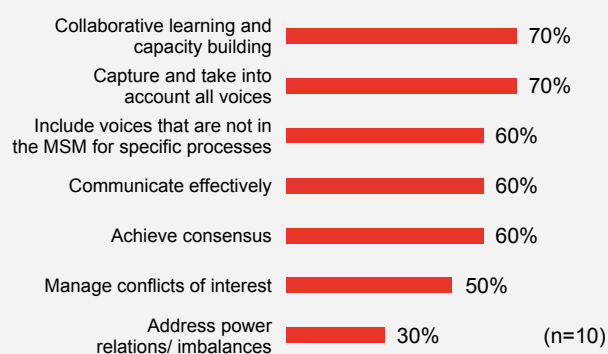 Collaborative learning and
capacity building
70%
Capture and take into
account all voices
70%
Include voices that are not in
the MSM for specific processes
60%
Communicate effectively
60%
Achieve consensus
60%
Manage conflicts of interest
50%
Address power
relations/ imbalances
30%
(n=10)